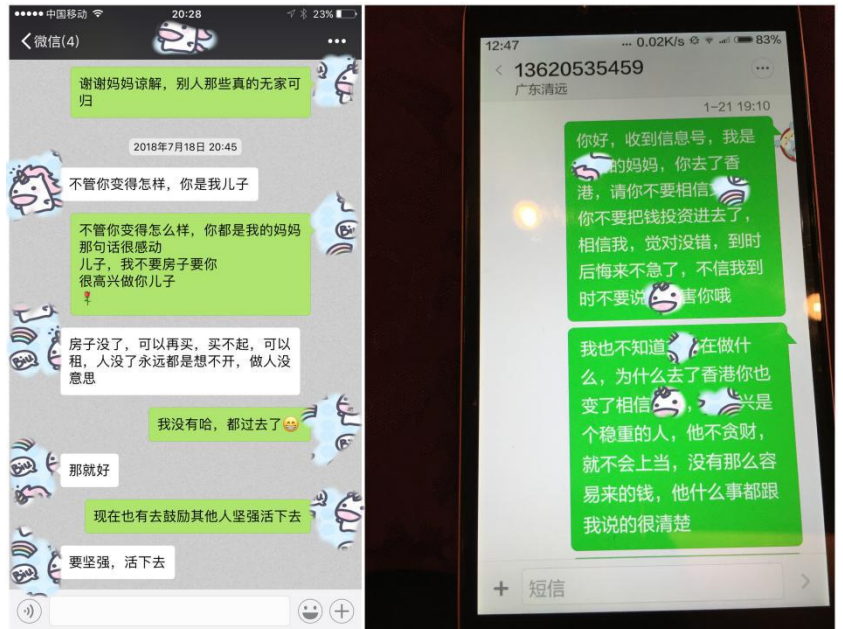 中国移动
20:28
23%
微信(4)
谢谢妈妈谅解，别人那些真的无家可
归
2018年7月18日 20:45
不管你变得怎样，你是我儿子
不管你变得怎么样，你都是我的妈妈
那句话很感动
儿子，我不要房子要你
很高兴做你儿子
房子没了，可以再买，买不起，可以
租，人没了永远都是想不开，做人没
意思
我没有哈，都过去了
那就好
现在也有去鼓励其他人坚强活下去
要坚强，活下去
Biu
12:47
... 0.02K/s
83%
13620535459
广东清远
1-21 19:10
你好，收到信息号，我是
的妈妈，你去了香
港，请你不要相信
你不要把钱投资进去了，
相信我，觉对没错，到时
后悔来不急了，不信我到
时不要说 害你哦
我也不知道 在做什
么，为什么去了香港你也
变了相信 ， 兴是
个稳重的人，他不贪财，
就不会上当，没有那么容
易来的钱，他什么事都跟
我说的很清楚
短信